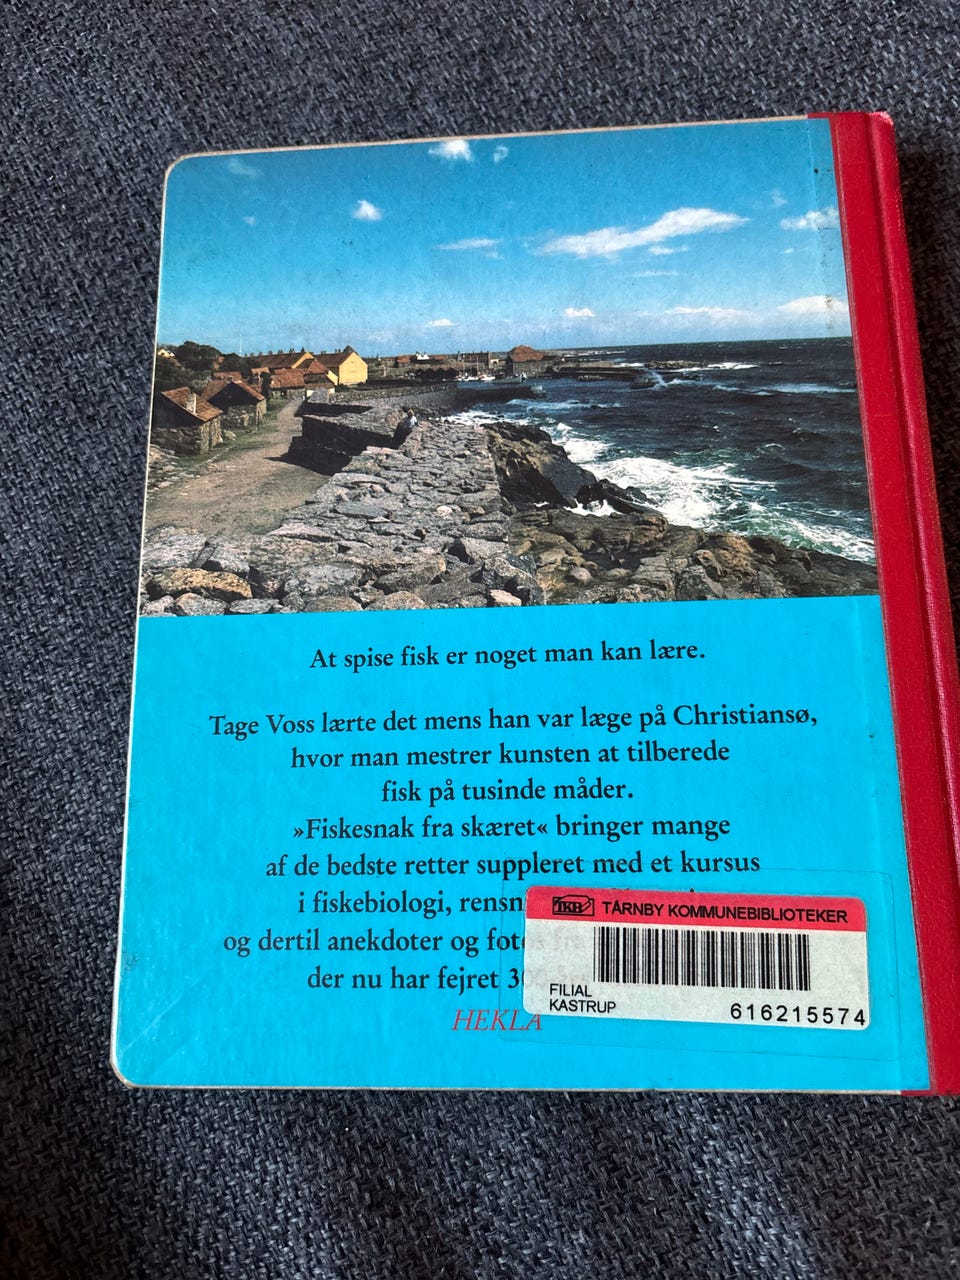 At spise fisk er noget man kan lære.
Tage Voss lærte det mens han var læge på Christiansø,
hvor man mestrer kunsten at tilberede
fisk på tusinde måder.
»Fiskesnak fra skæret« bringer mange
af de bedste retter suppleret med et kursus
i fiskebiologi,
og dertil anekdoter og fotos fra
der nu har fejret 300
HEKLA
TKB TÅRNBY KOMMUNEBIBLIOTEKER
FILIAL
KASTRUP
616215574